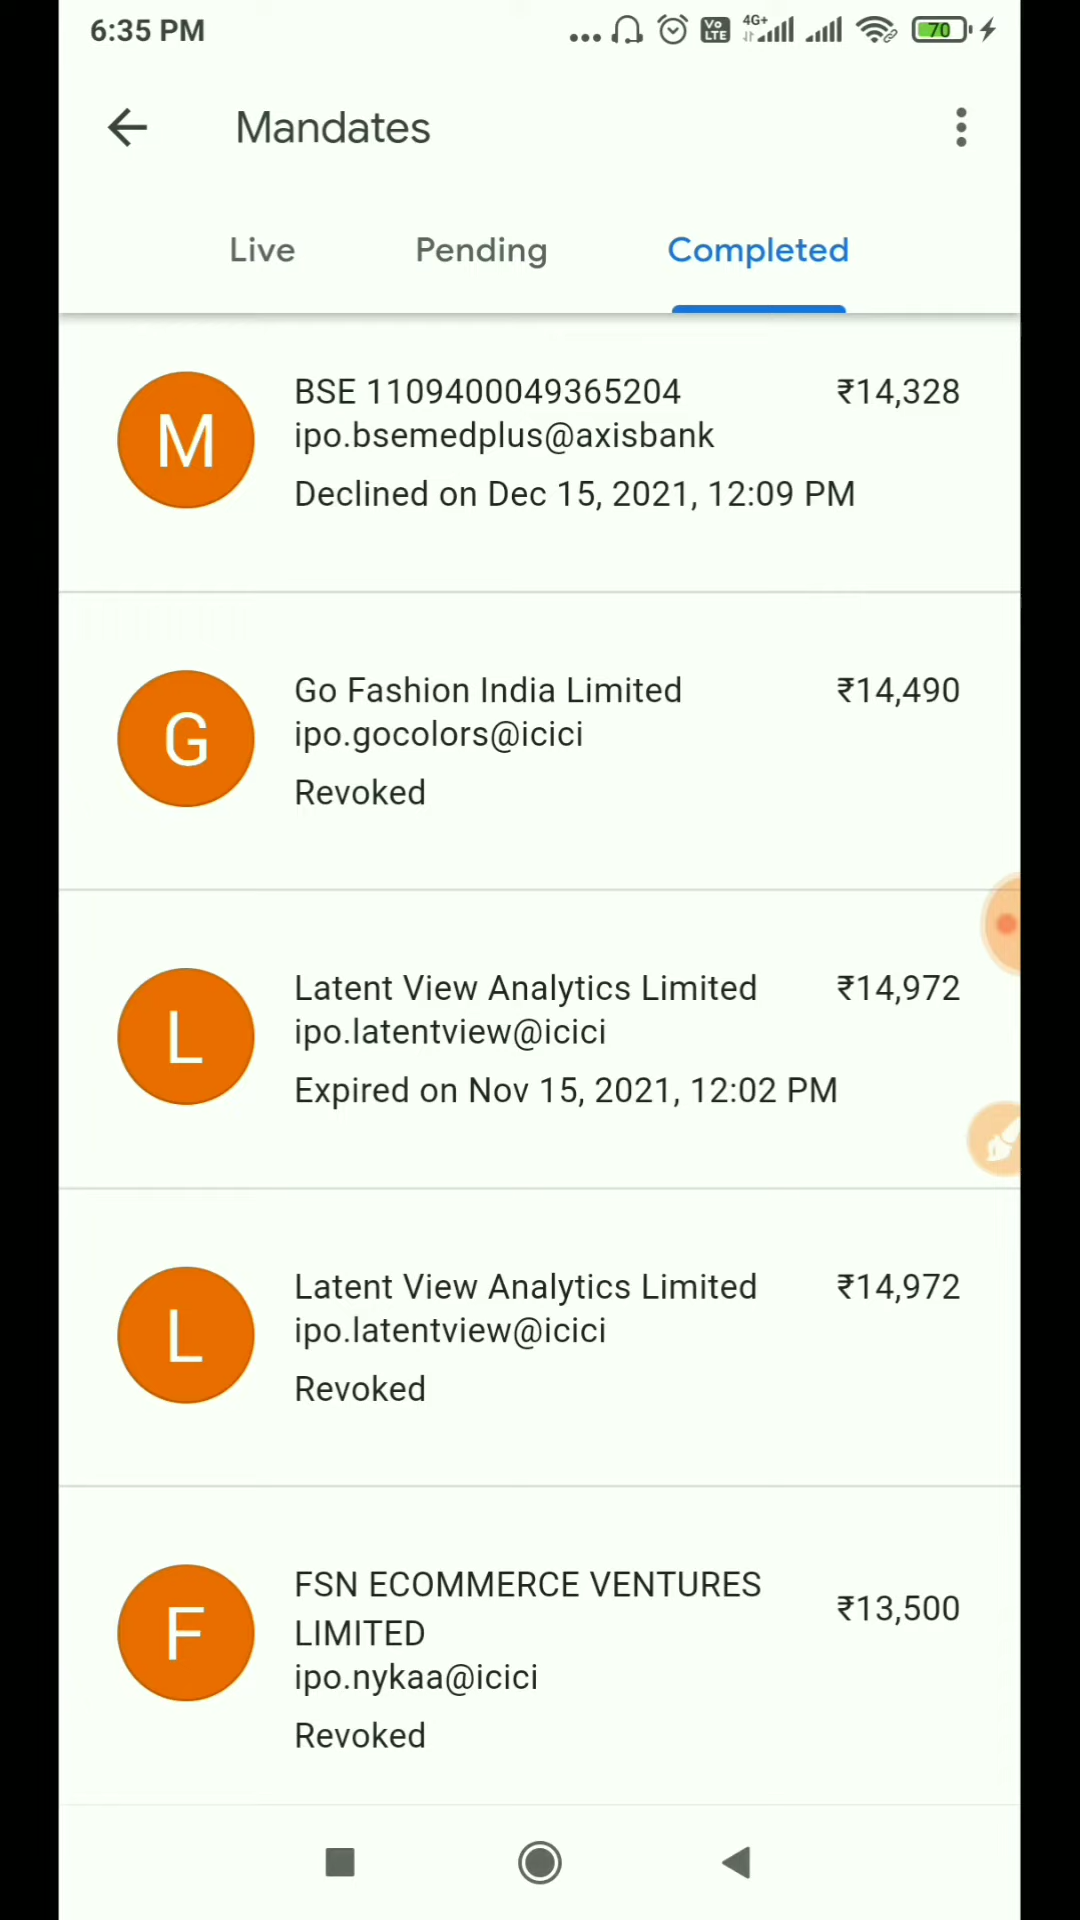 6:35 PM
Vo LTE
4G+
70
Mandates
Live
Pending
Completed
M
BSE 1109400049365204
₹14,328
ipo.bsemedplus@axisbank
Declined on Dec 15, 2021, 12:09 PM
G
Go Fashion India Limited
₹14,490
ipo.gocolors@icici
Revoked
L
Latent View Analytics Limited
₹14,972
ipo.latentview@icici
Expired on Nov 15, 2021, 12:02 PM
L
Latent View Analytics Limited
₹14,972
ipo.latentview@icici
Revoked
F
FSN ECOMMERCE VENTURES
LIMITED
₹13,500
ipo.nykaa@icici
Revoked